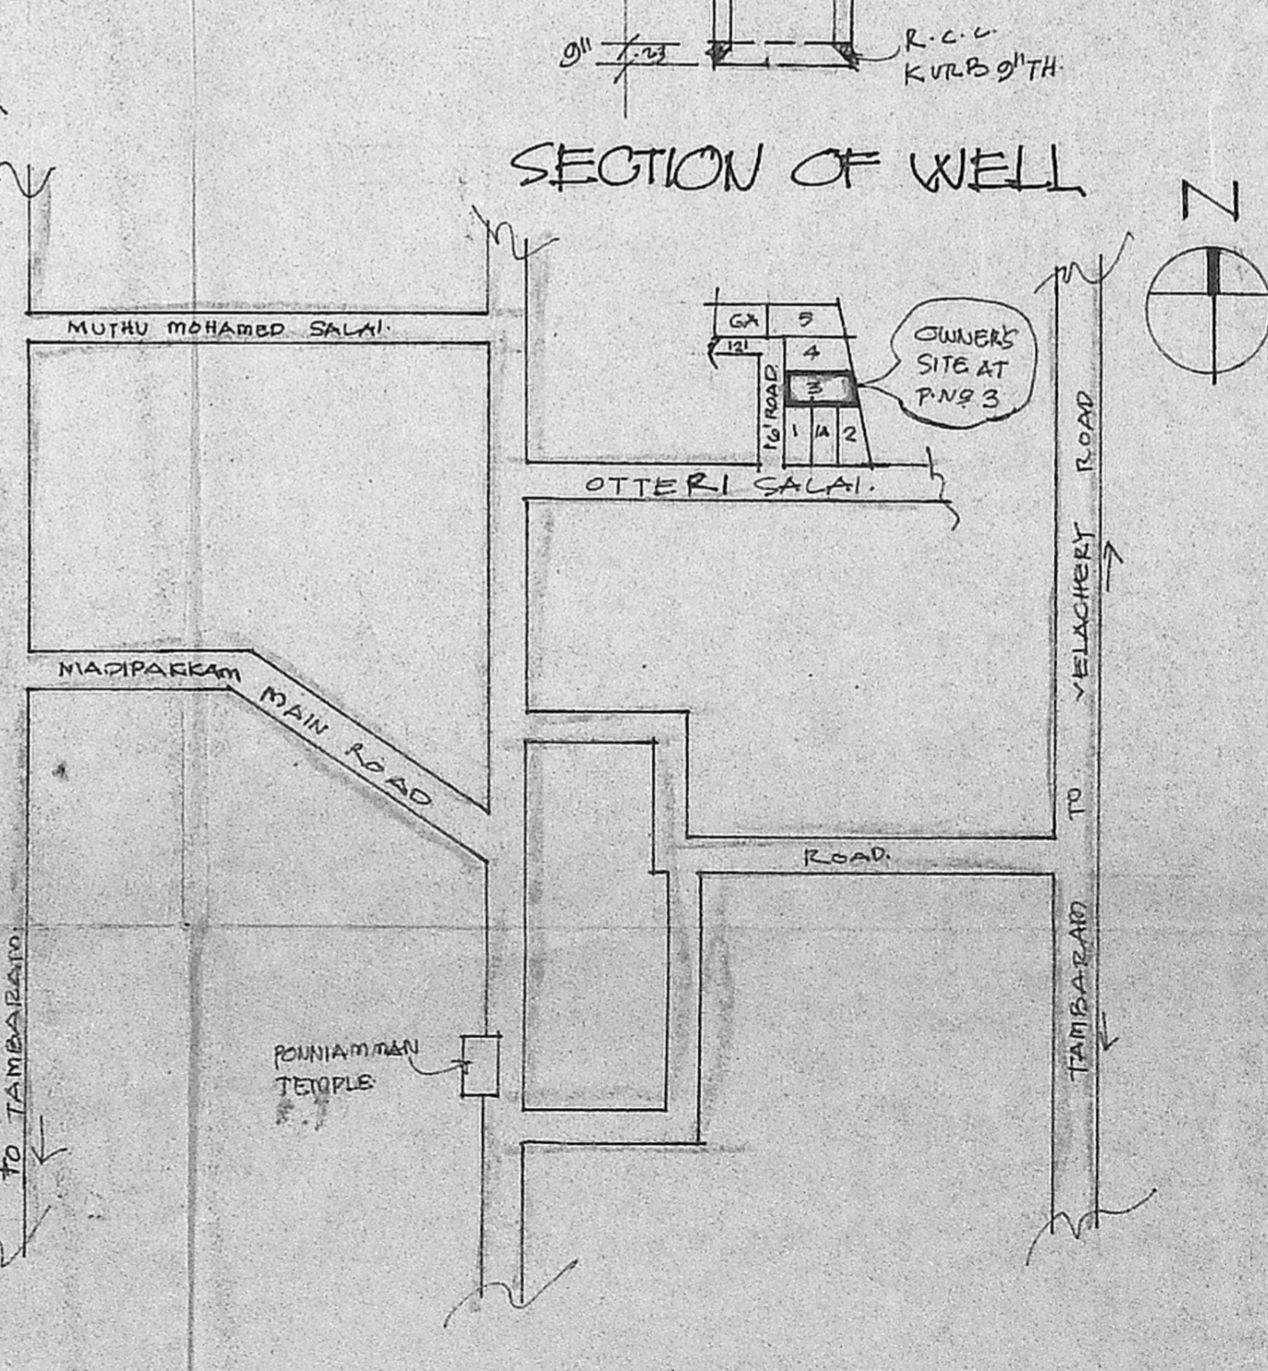 9"
.23
R.C.C.
KURB 9"TH.
SECTION OF WELL
N
MUTHU MOHAMED SALAI.
6A
5
12'
4
3
16' ROAD
1
1A
2
OWNER'S
SITE AT
P.NO 3
OTTERI SALAI.
MADIPAKKAM MAIN ROAD
TAMBARAM TO VELACHERY ROAD
ROAD.
PONNIAMMAN
TEMPLE
TO TAMBARAM.